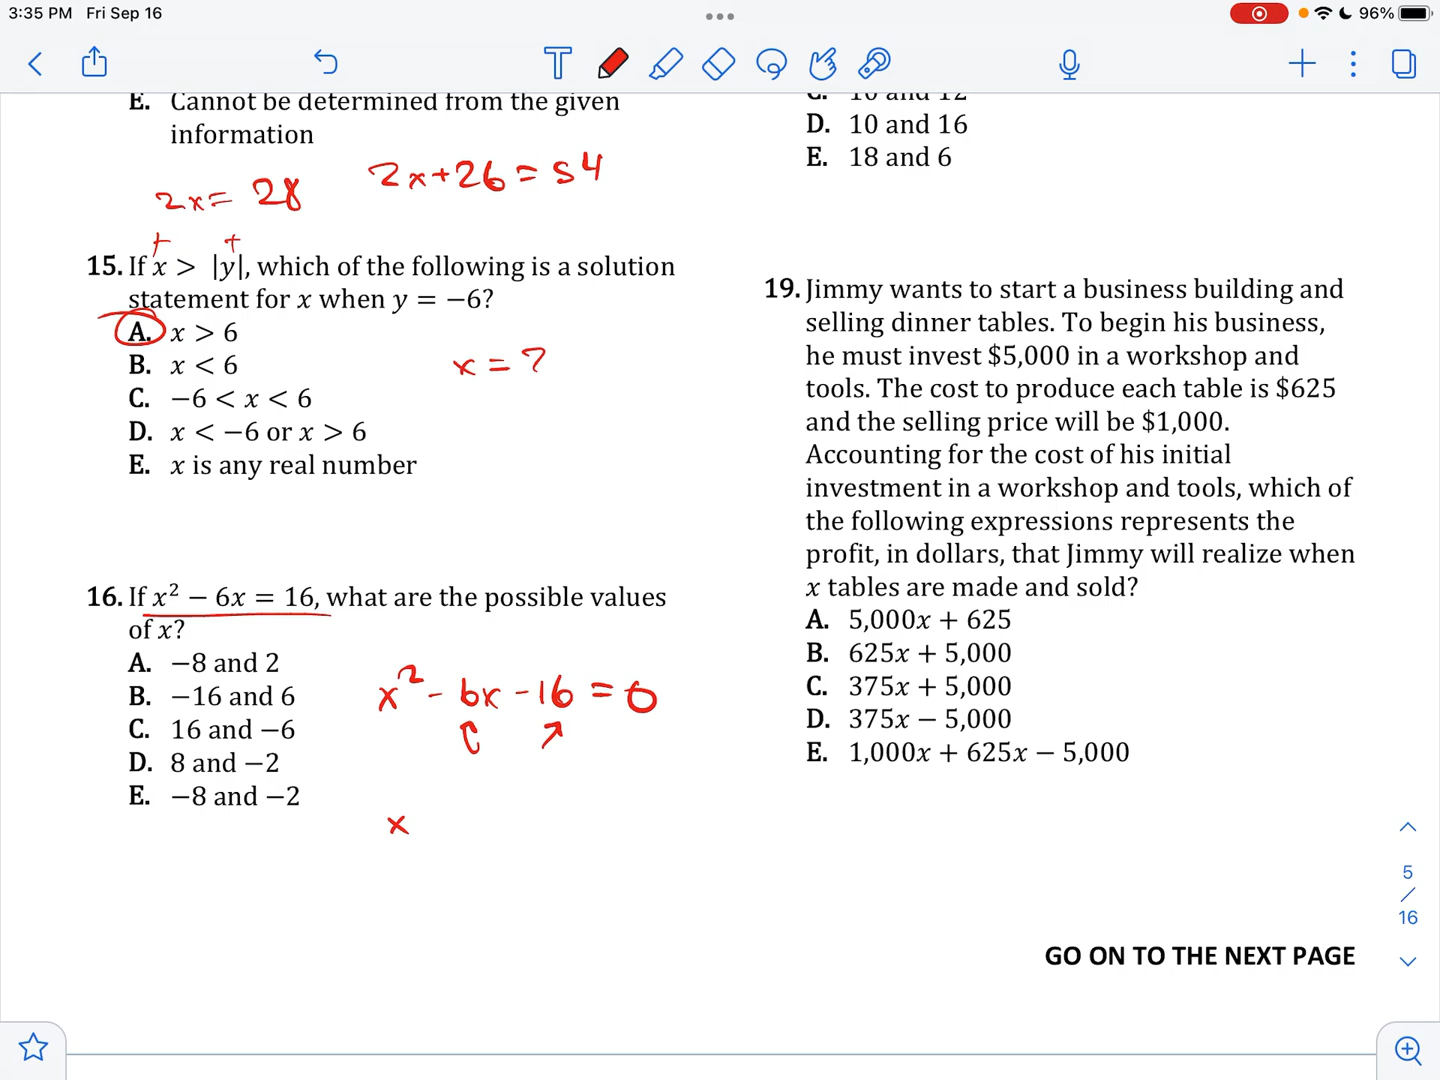 3:35 PM Fri Sep 16
96%
E. Cannot be determined from the given
information
2x = 28
2x + 26 = 54
+ +
15. If x > |y|, which of the following is a solution
statement for x when y = −6?
A. x > 6
B. x < 6
C. −6 < x < 6
D. x < −6 or x > 6
E. x is any real number
x = ?
16. If x² − 6x = 16, what are the possible values
of x?
A. −8 and 2
B. −16 and 6
C. 16 and −6
D. 8 and −2
E. −8 and −2
x² - 6x - 16 = 0
x
C. 10 and 12
D. 10 and 16
E. 18 and 6
19. Jimmy wants to start a business building and
selling dinner tables. To begin his business,
he must invest $5,000 in a workshop and
tools. The cost to produce each table is $625
and the selling price will be $1,000.
Accounting for the cost of his initial
investment in a workshop and tools, which of
the following expressions represents the
profit, in dollars, that Jimmy will realize when
x tables are made and sold?
A. 5,000x + 625
B. 625x + 5,000
C. 375x + 5,000
D. 375x − 5,000
E. 1,000x + 625x − 5,000
5
/
16
GO ON TO THE NEXT PAGE